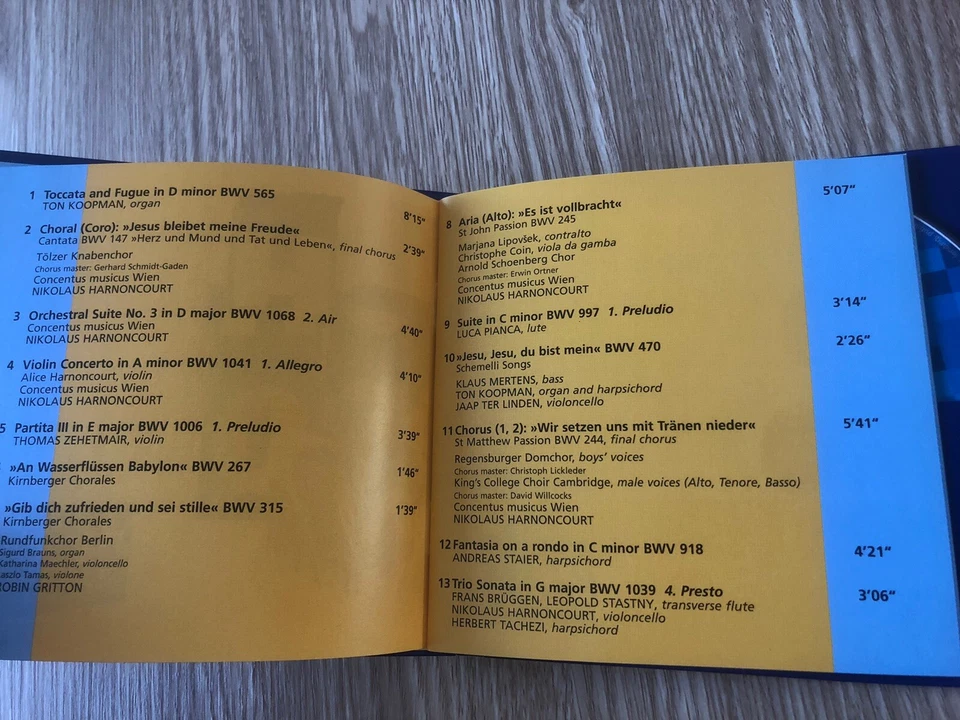 1 Toccata and Fugue in D minor BWV 565
TON KOOPMAN, organ
8'15"
2 Choral (Coro): »Jesus bleibet meine Freude«
Cantata BWV 147 »Herz und Mund und Tat und Leben«, final chorus 2'39"
Tölzer Knabenchor
Chorus master: Gerhard Schmidt-Gaden
Concentus musicus Wien
NIKOLAUS HARNONCOURT
3 Orchestral Suite No. 3 in D major BWV 1068 2. Air
Concentus musicus Wien 4'40"
NIKOLAUS HARNONCOURT
4 Violin Concerto in A minor BWV 1041 1. Allegro
Alice Harnoncourt, violin 4'10"
Concentus musicus Wien
NIKOLAUS HARNONCOURT
5 Partita III in E major BWV 1006 1. Preludio
THOMAS ZEHETMAIR, violin 3'39"
»An Wasserflüssen Babylon« BWV 267
Kirnberger Chorales 1'46"
»Gib dich zufrieden und sei stille« BWV 315
Kirnberger Chorales 1'39"
Rundfunkchor Berlin
Sigurd Brauns, organ
Katharina Maechler, violoncello
aszlo Tamas, violone
OBIN GRITTON
8 Aria (Alto): »Es ist vollbracht« 5'07"
St John Passion BWV 245
Marjana Lipovšek, contralto
Christophe Coin, viola da gamba
Arnold Schoenberg Chor
Chorus master: Erwin Ortner
Concentus musicus Wien
NIKOLAUS HARNONCOURT
9 Suite in C minor BWV 997 1. Preludio 3'14"
LUCA PIANCA, lute
10 »Jesu, Jesu, du bist mein« BWV 470 2'26"
Schemelli Songs
KLAUS MERTENS, bass
TON KOOPMAN, organ and harpsichord
JAAP TER LINDEN, violoncello
11 Chorus (1, 2): »Wir setzen uns mit Tränen nieder« 5'41"
St Matthew Passion BWV 244, final chorus
Regensburger Domchor, boys' voices
Chorus master: Christoph Lickleder
King's College Choir Cambridge, male voices (Alto, Tenore, Basso)
Chorus master: David Willcocks
Concentus musicus Wien
NIKOLAUS HARNONCOURT
12 Fantasia on a rondo in C minor BWV 918 4'21"
ANDREAS STAIER, harpsichord
13 Trio Sonata in G major BWV 1039 4. Presto 3'06"
FRANS BRÜGGEN, LEOPOLD STASTNY, transverse flute
NIKOLAUS HARNONCOURT, violoncello
HERBERT TACHEZI, harpsichord